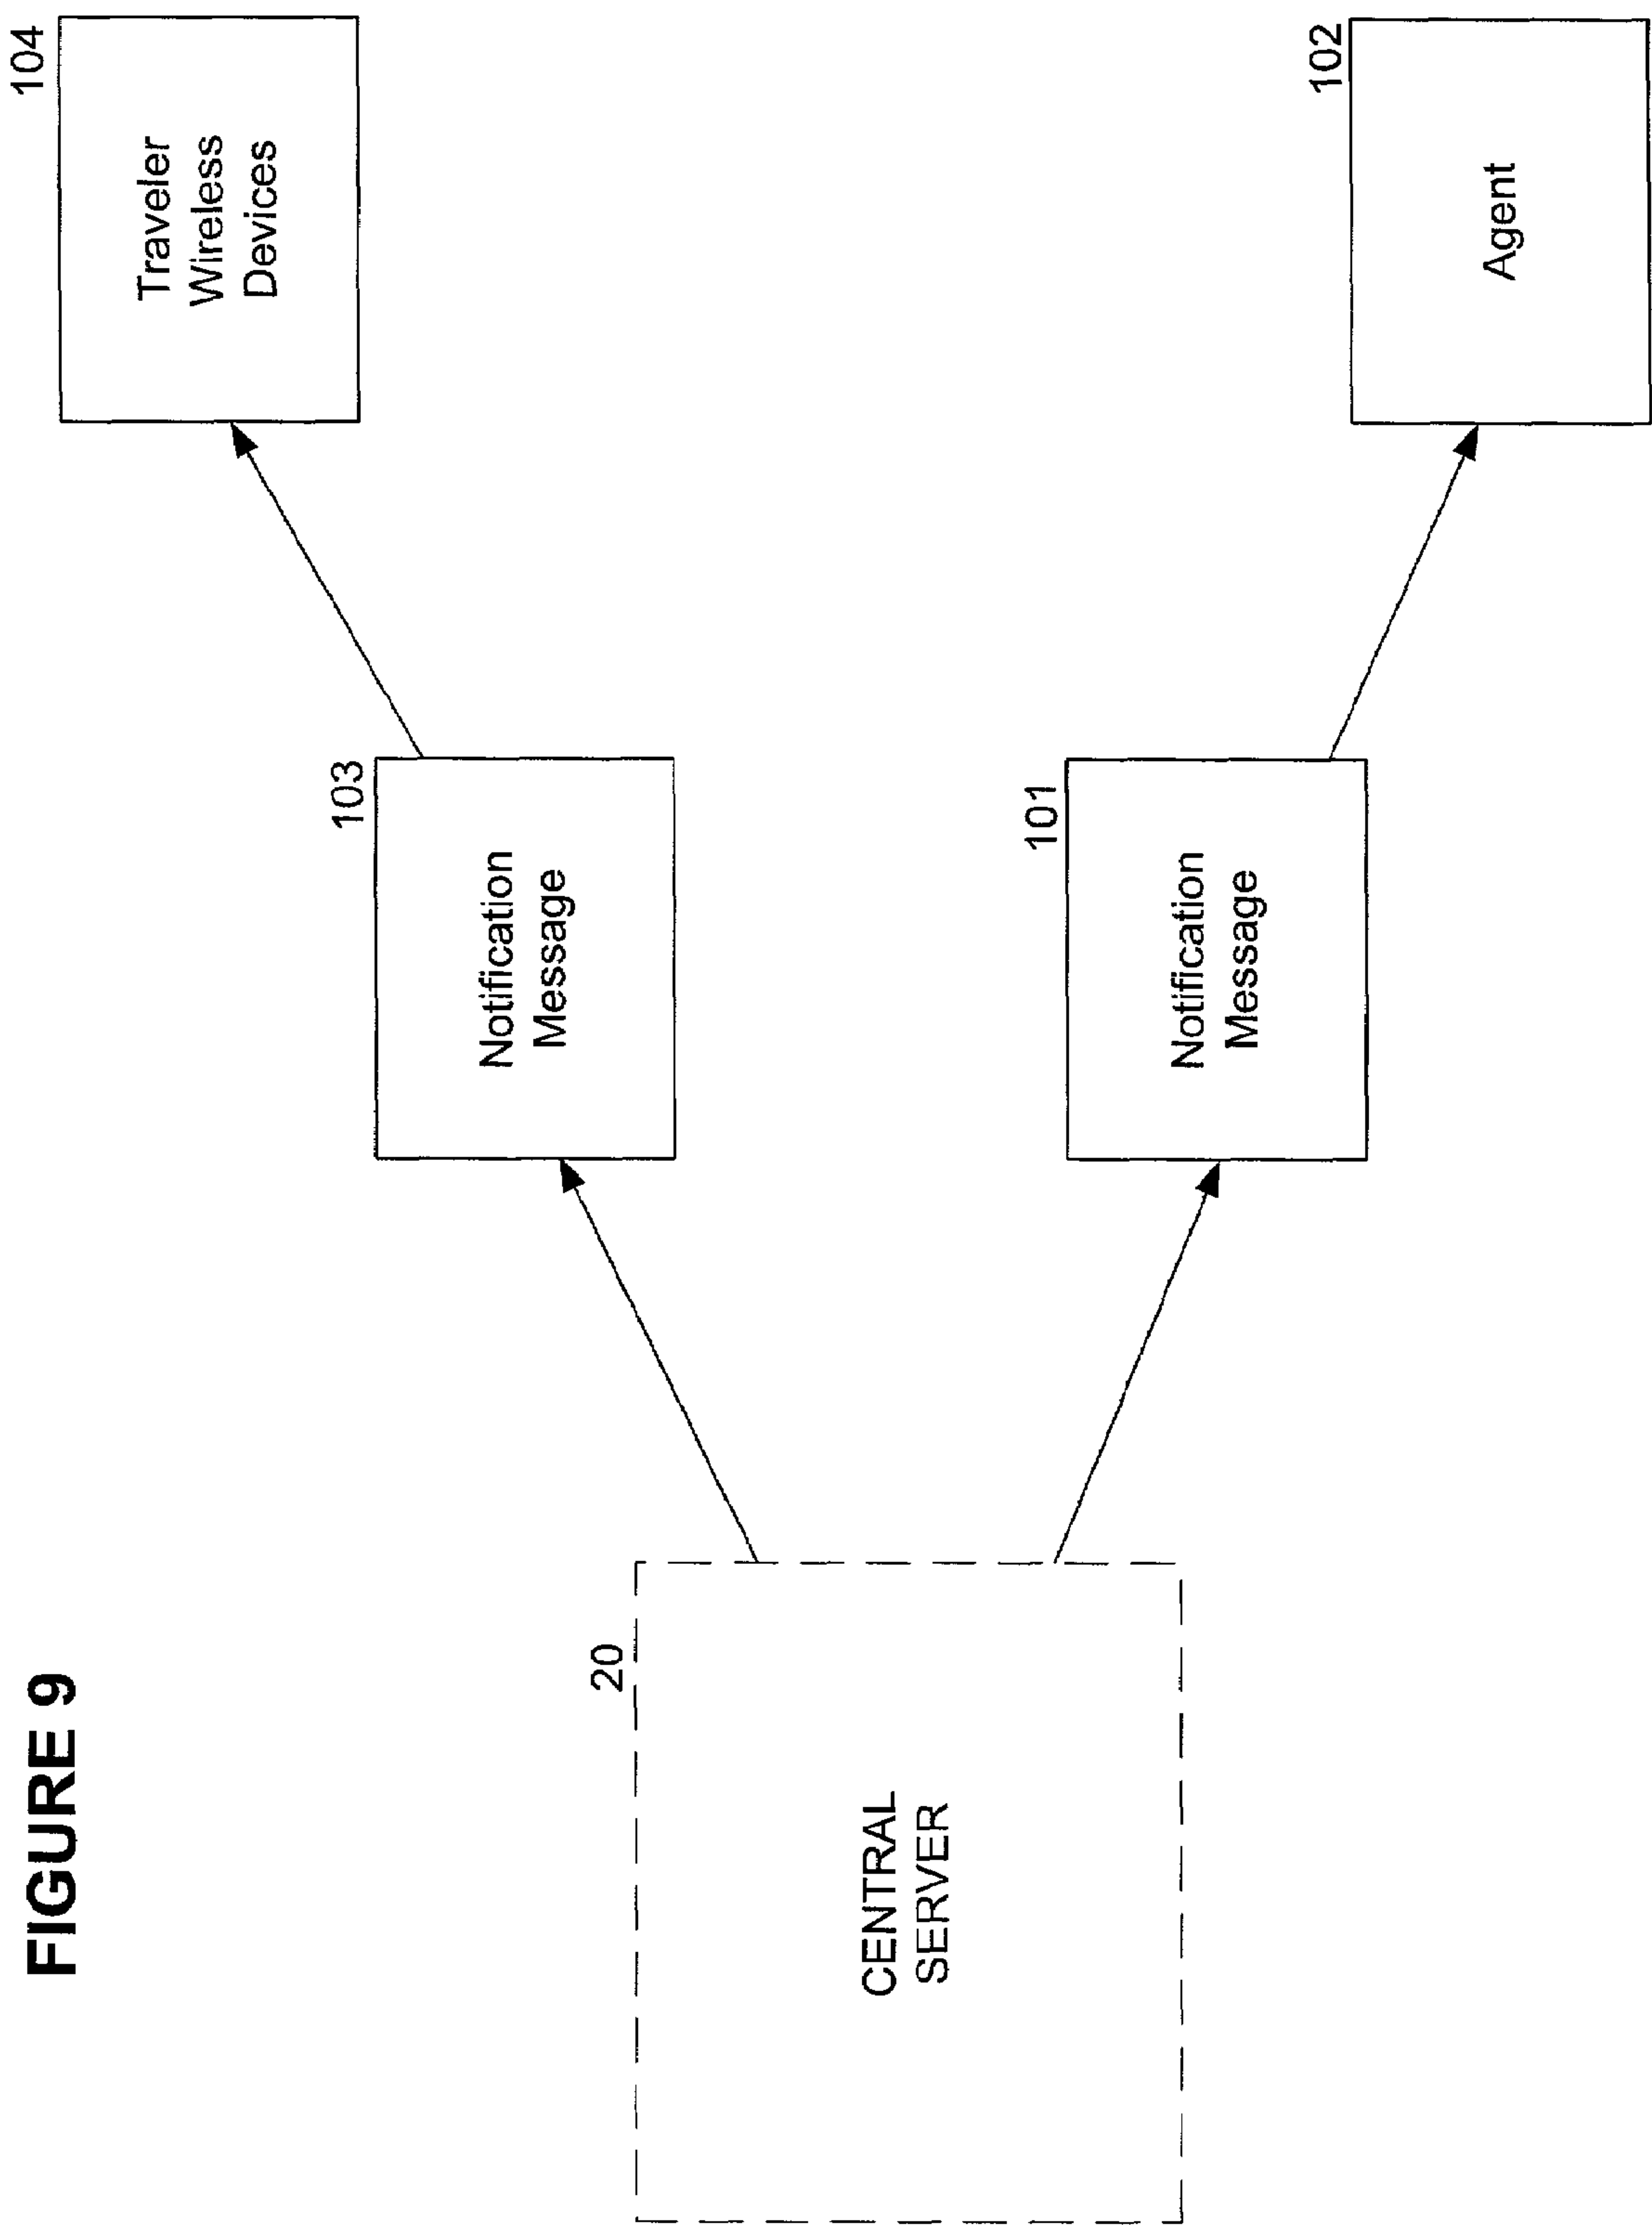 FIGURE 9
20
CENTRAL
SERVER
103
Notification
Message
104
Traveler
Wireless
Devices
101
Notification
Message
102
Agent